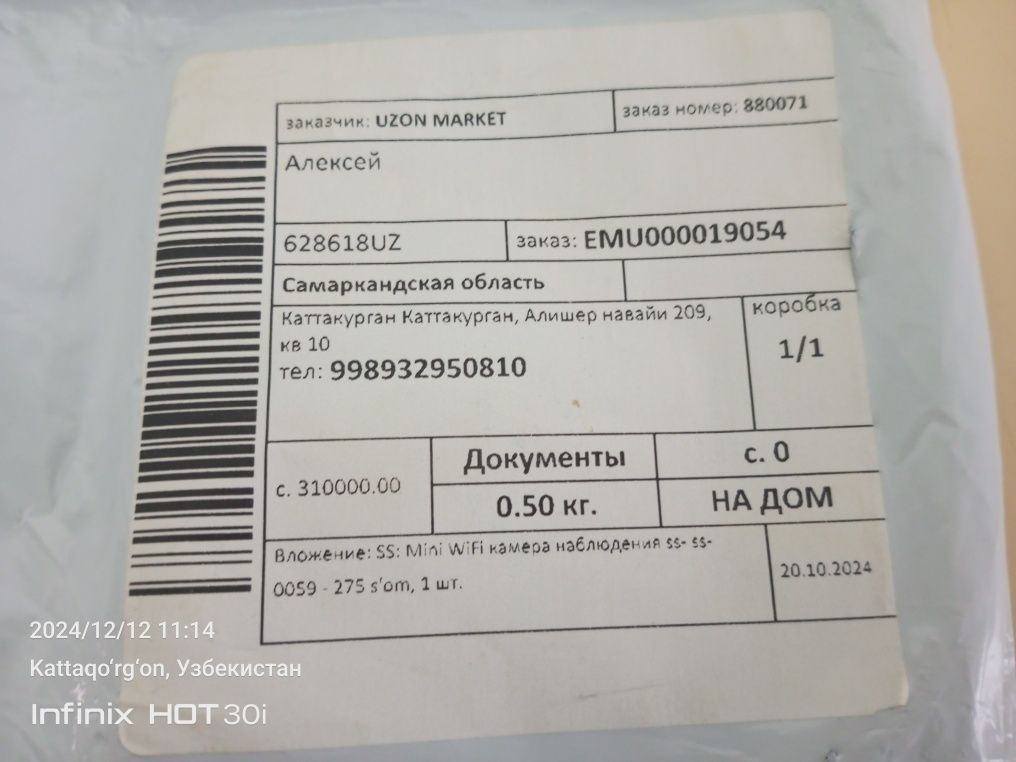 заказчик: UZON MARKET
заказ номер: 880071
Алексей
628618UZ
заказ: EMU000019054
Самаркандская область
Каттакурган Каттакурган, Алишер навайи 209,
кв 10
тел: 998932950810
коробка
1/1
с. 310000.00
Документы
с. 0
0.50 кг.
НА ДОМ
Вложение: SS: Mini WiFi камера наблюдения ss- ss-
0059 - 275 s'om, 1 шт.
20.10.2024
2024/12/12 11:14
Kattaqo‘rg‘on, Узбекистан
Infinix HOT 30i